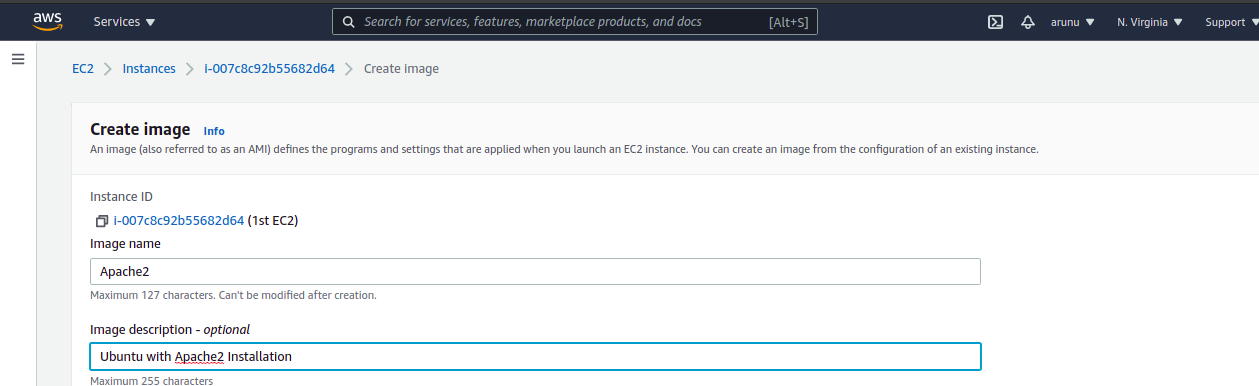 aws Services Search for services, features, marketplace products, and docs [Alt+S] arunu N. Virginia Support
EC2 Instances i-007c8c92b55682d64 Create image
Create image Info
An image (also referred to as an AMI) defines the programs and settings that are applied when you launch an EC2 instance. You can create an image from the configuration of an existing instance.
Instance ID
i-007c8c92b55682d64 (1st EC2)
Image name
Apache2
Maximum 127 characters. Can't be modified after creation.
Image description - optional
Ubuntu with Apache2 Installation
Maximum 255 characters